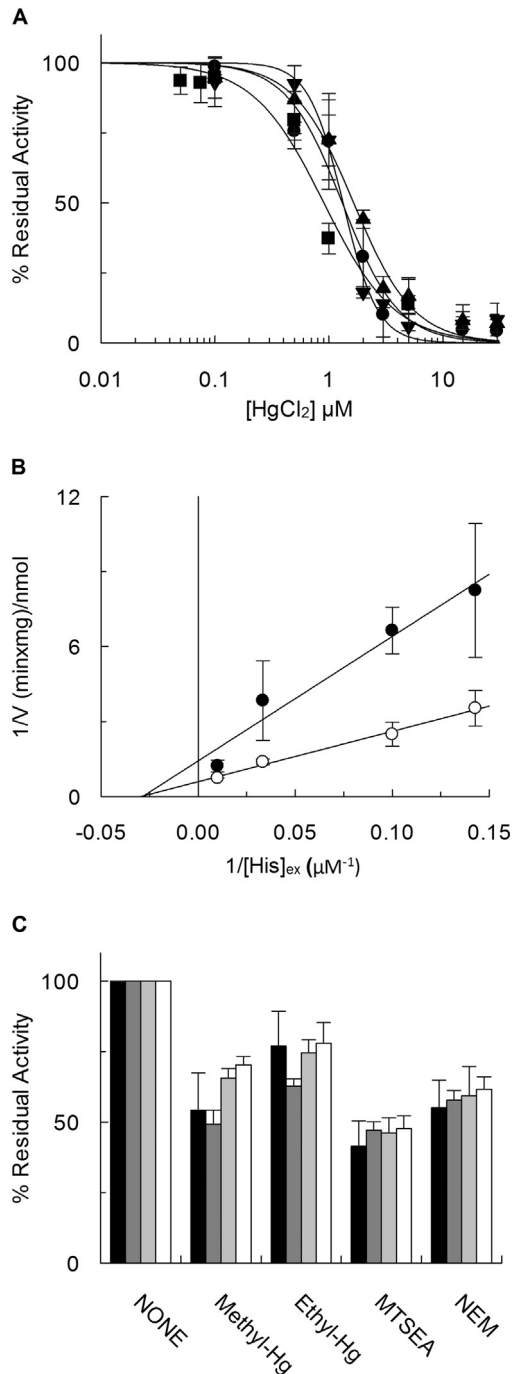 A
100
50
0
% Residual Activity
0.01 0.1 1 10
[HgCl₂] µM
B
12
6
0
1/V (minxmg)/nmol
-0.05 0.00 0.05 0.10 0.15
1/[His]ₑₓ (µM⁻¹)
C
100
50
0
% Residual Activity
NONE
Methyl-Hg
Ethyl-Hg
MTSEA
NEM